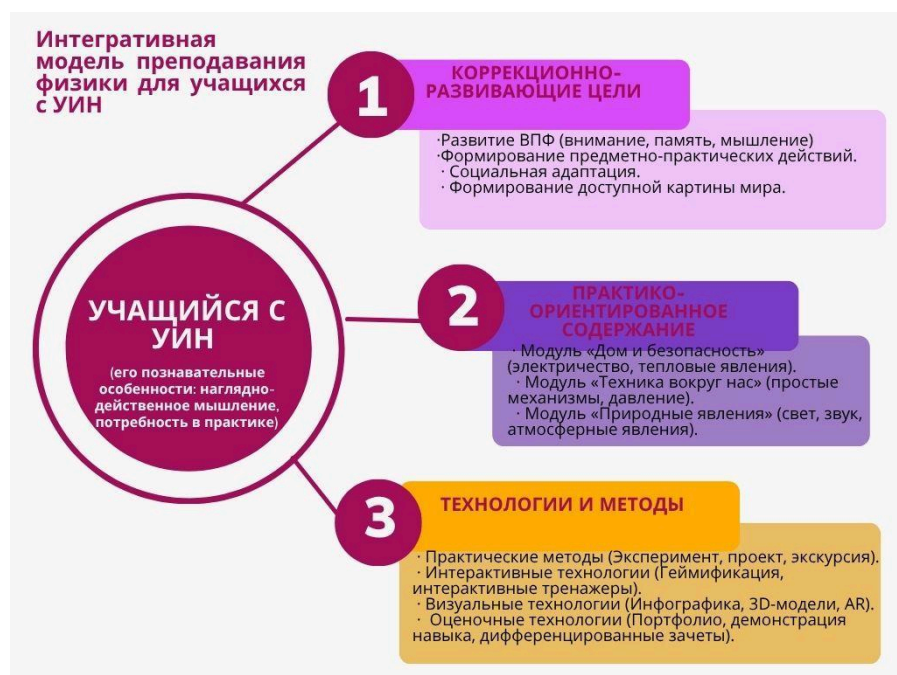 Интегративная
модель преподавания
физики для учащихся
с УИН
1
КОРРЕКЦИОННО-
РАЗВИВАЮЩИЕ ЦЕЛИ
·Развитие ВПФ (внимание, память, мышление)
·Формирование предметно-практических действий.
· Социальная адаптация.
· Формирование доступной картины мира.
УЧАЩИЙСЯ С
УИН
(его познавательные
особенности: наглядно-
действенное мышление,
потребность в практике)
2
ПРАКТИКО-
ОРИЕНТИРОВАННОЕ
СОДЕРЖАНИЕ
· Модуль «Дом и безопасность»
(электричество, тепловые явления).
· Модуль «Техника вокруг нас» (простые
механизмы, давление).
· Модуль «Природные явления» (свет, звук,
атмосферные явления).
3
ТЕХНОЛОГИИ И МЕТОДЫ
· Практические методы (Эксперимент, проект, экскурсия).
· Интерактивные технологии (Геймификация,
интерактивные тренажеры).
· Визуальные технологии (Инфографика, 3D-модели, AR).
· Оценочные технологии (Портфолио, демонстрация
навыка, дифференцированные зачеты).